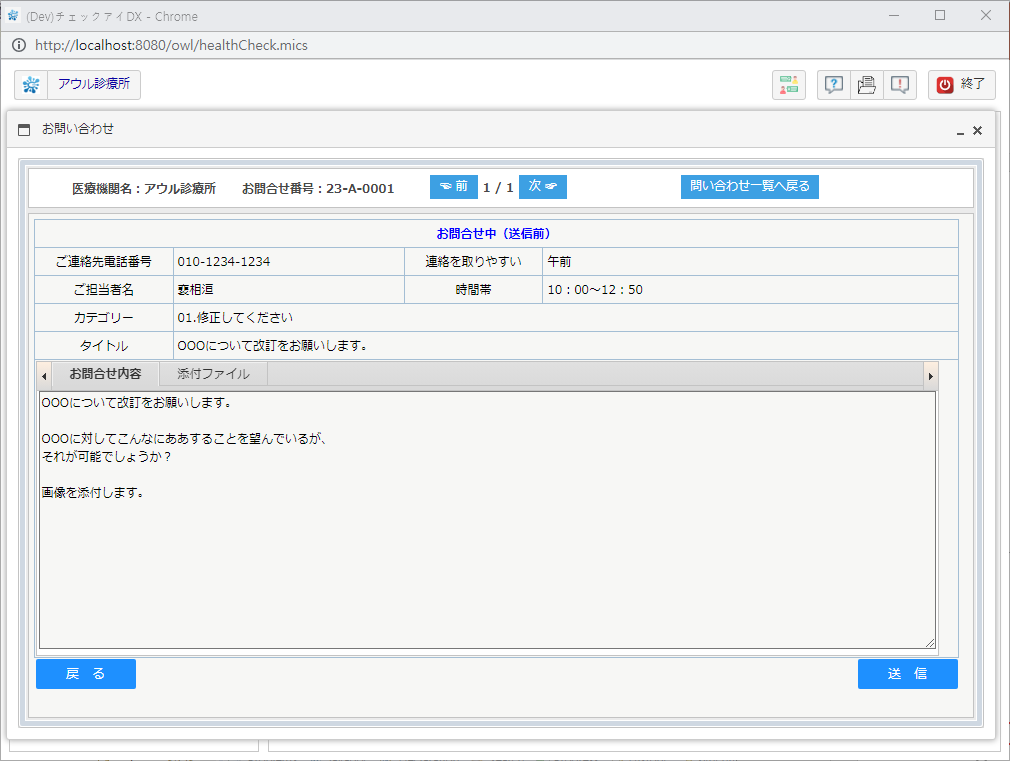 (Dev)チェックアイDX - Chrome
http://localhost:8080/owl/healthCheck.mics
アウル診療所
終了
お問い合わせ
医療機関名：アウル診療所 お問合せ番号：23-A-0001 前 1 / 1 次 問い合わせ一覧へ戻る
お問合せ中（送信前）
ご連絡先電話番号 010-1234-1234 連絡を取りやすい 午前
ご担当者名 裵相洹 時間帯 10：00～12：50
カテゴリー 01.修正してください
タイトル OOOについて改訂をお願いします。
お問合せ内容 添付ファイル
OOOについて改訂をお願いします。
OOOに対してこんなにああすることを望んでいるが、
それが可能でしょうか？
画像を添付します。
戻 る 送 信